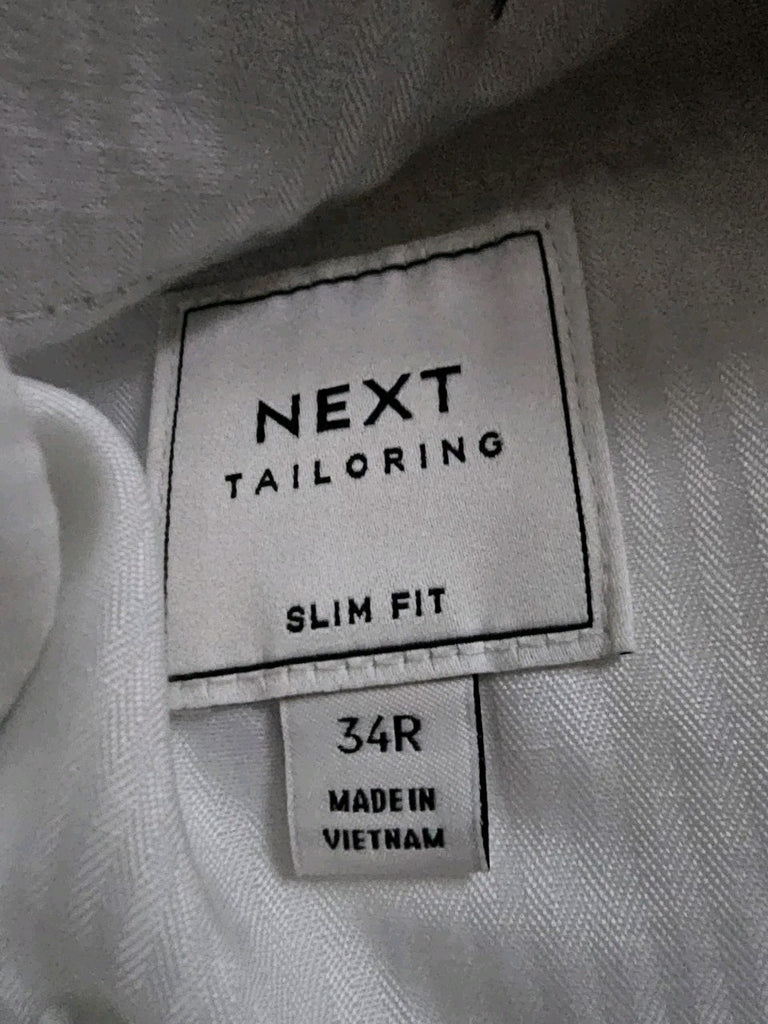 NEXT
TAILORING
SLIM FIT
34R
MADE IN
VIETNAM